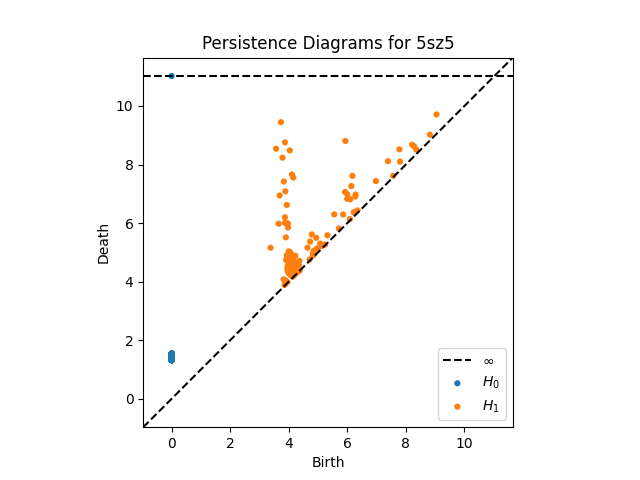 Persistence Diagrams for 5sz5
Death
10
8
6
4
2
0
∞
H₀
H₁
0 2 4 6 8 10
Birth